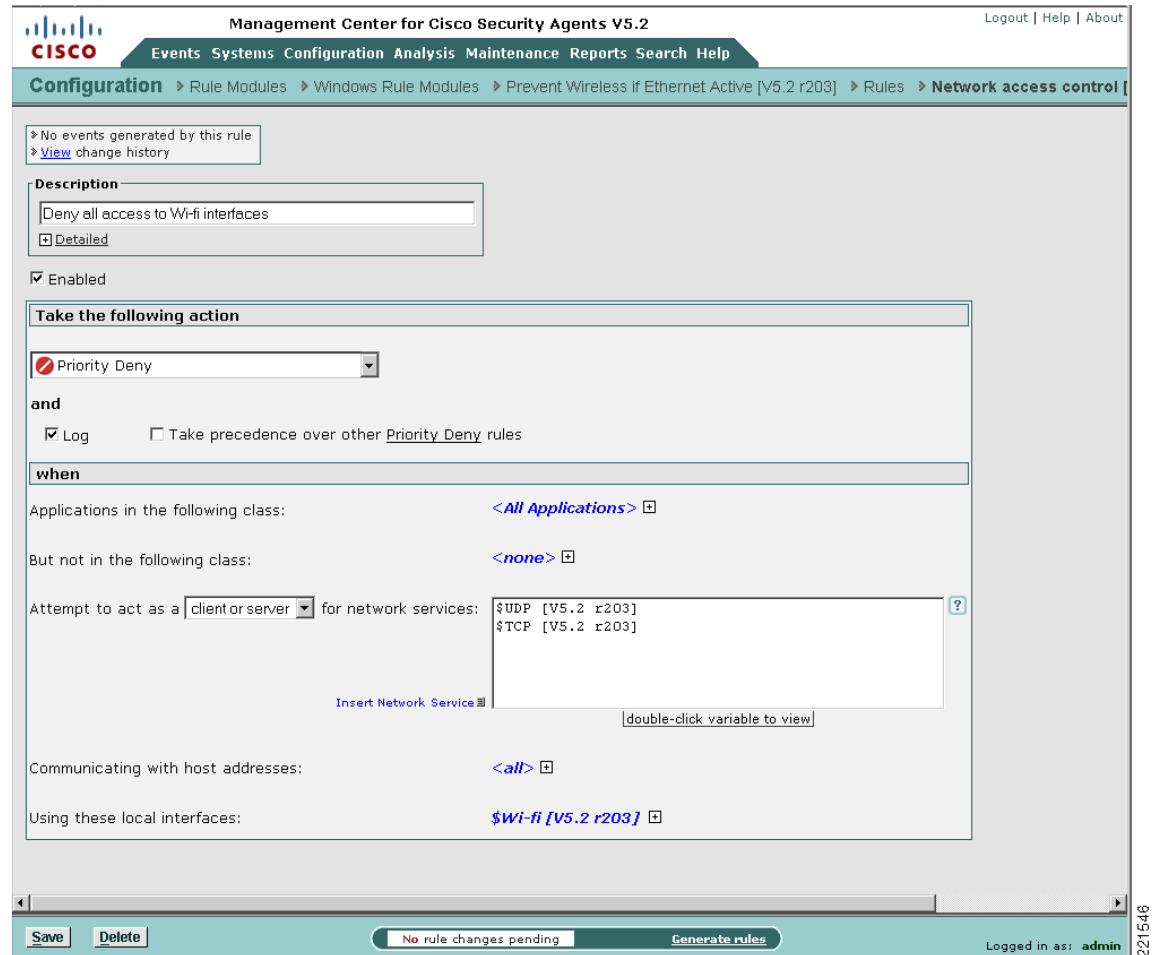 Management Center for Cisco Security Agents V5.2
Logout | Help | About
CISCO
Events Systems Configuration Analysis Maintenance Reports Search Help
Configuration > Rule Modules > Windows Rule Modules > Prevent Wireless if Ethernet Active [V5.2 r203] > Rules > Network access control [
> No events generated by this rule
> View change history
Description
Deny all access to Wi-fi interfaces
+ Detailed
Enabled
Take the following action
Priority Deny
and
Log Take precedence over other Priority Deny rules
when
Applications in the following class: <All Applications> +
But not in the following class: <none> +
Attempt to act as a client or server for network services: $UDP [V5.2 r203] ?
$TCP [V5.2 r203]
Insert Network Service
double-click variable to view
Communicating with host addresses: <all> +
Using these local interfaces: $Wi-fi [V5.2 r203] +
Save Delete No rule changes pending Generate rules Logged in as: admin
221546